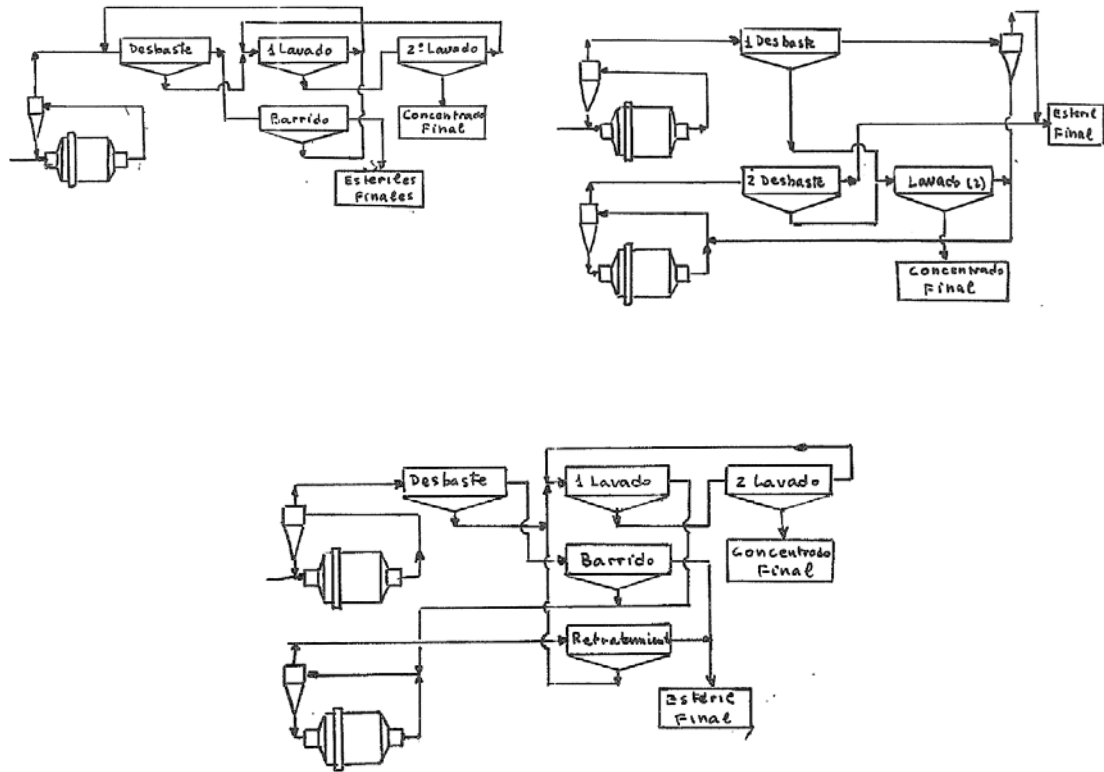 Desbaste
1 Lavado
2º Lavado
Barrido
Concentrado
Final
Esteriles
Finales
1 Desbaste
Esteril
Final
2 Desbaste
Lavado (2)
Concentrado
Final
Desbaste
1 Lavado
2 Lavado
Barrido
Concentrado
Final
Retratamient
Esteril
Final